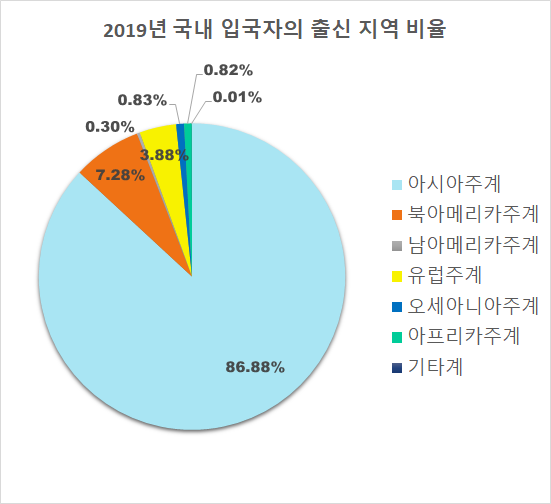 2019년 국내 입국자의 출신 지역 비율
0.82%
0.83%
0.01%
0.30%
3.88%
7.28%
86.88%
아시아주계
북아메리카주계
남아메리카주계
유럽주계
오세아니아주계
아프리카주계
기타계